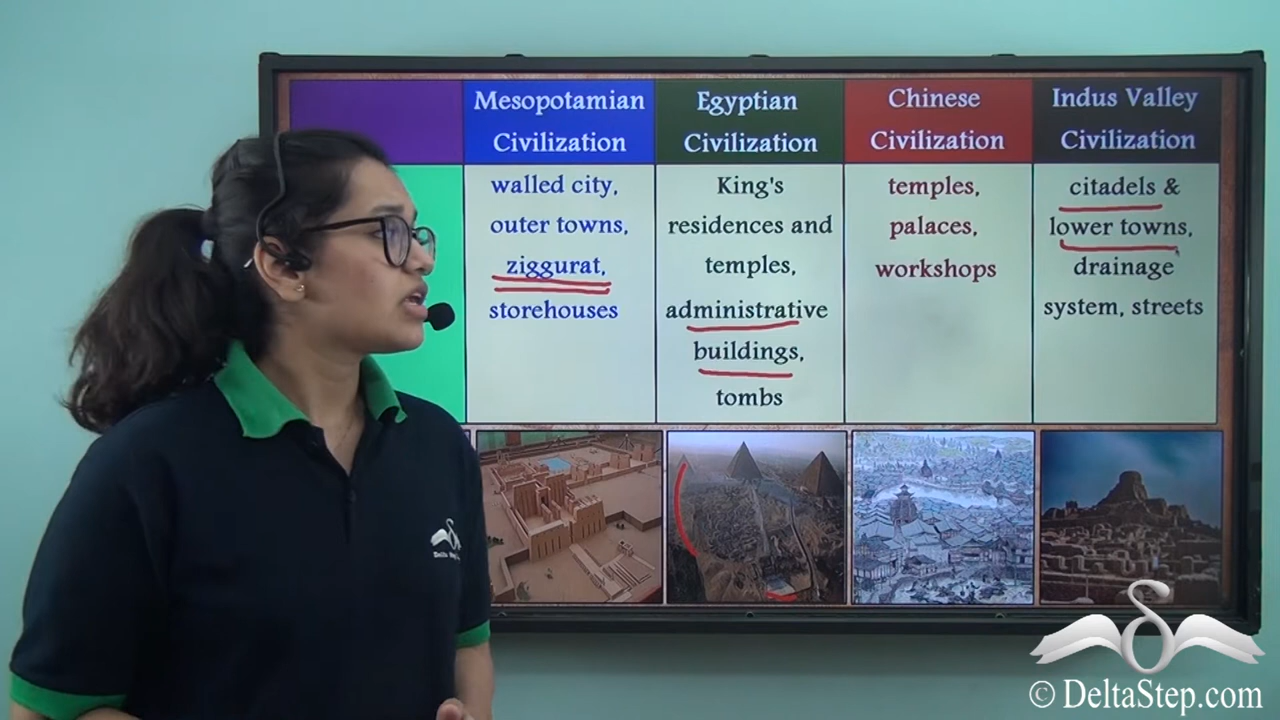 Mesopotamian
Civilization
Egyptian
Civilization
Chinese
Civilization
Indus Valley
Civilization
walled city,
outer towns,
ziggurat,
storehouses
King's
residences and
temples,
administrative
buildings,
tombs
temples,
palaces,
workshops
citadels &
lower towns,
drainage
system, streets
© DeltaStep.com